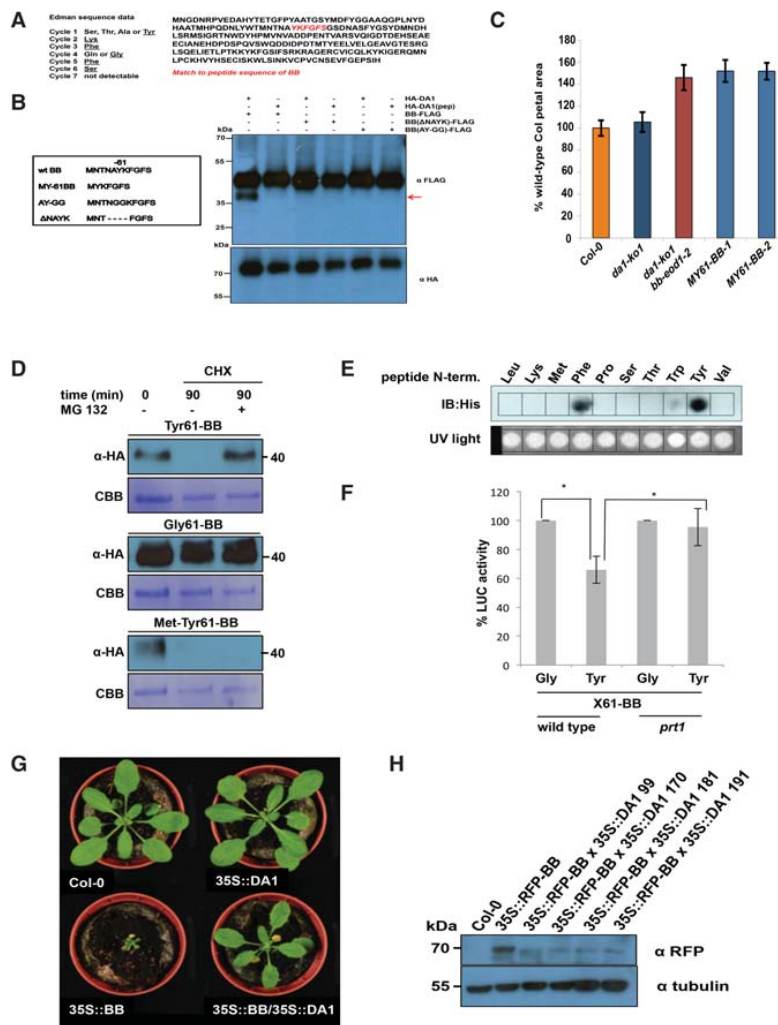 A
Edman sequence data
Cycle 1 Ser, Thr, Ala or Tyr
Cycle 2 Lys
Cycle 3 Phe
Cycle 4 Gln or Gly
Cycle 5 Phe
Cycle 6 Ser
Cycle 7 not detectable
MNGDNRPVEDAHYTETGFPYAATGSYMDFYGGAAQGPLNYD
HAATMHPQDNLYWTMNTNAYKFGFSGSDNASFYGSYDMNDH
LSRMSIGRTNWDYHPMVNVADDPENTVARSVQIGDTDEHSEAE
ECIANEHDPDSPQVSWQDDIDPDTMTYEELVELGEAVGTESRG
LSQELIETLPTKKYKFGSIFSRKRAGERCVICQLKYKIGERQMN
LPCKHVYHSECISKWLSINKVCPVCNSEVFGEPSIH
Match to peptide sequence of BB
B
-61
wt BB MNTNAYKFGFS
MY-61BB MYKFGFS
AY-GG MNTNGGKFGFS
ΔNAYK MNT----FGFS
HA-DA1
HA-DA1(pep)
BB-FLAG
BB(ΔNAYK)-FLAG
BB(AY-GG)-FLAG
kDa
70
55
35
25
α FLAG
kDa
70
55
α HA
C
% wild-type Col petal area
180
160
140
120
100
80
60
40
20
0
Col-0
da1-ko1
da1-ko1 bb-eod1-2
MY61-BB-1
MY61-BB-2
D
CHX
time (min) 0 90 90
MG 132 - - +
Tyr61-BB
α-HA 40
CBB
Gly61-BB
α-HA 40
CBB
Met-Tyr61-BB
α-HA 40
CBB
E
peptide N-term. Leu Lys Met Phe Pro Ser Thr Trp Tyr Val
IB:His
UV light
F
% LUC activity
120
100
80
60
40
20
0
* *
Gly Tyr Gly Tyr
X61-BB
wild type prt1
G
Col-0
35S::DA1
35S::BB
35S::BB/35S::DA1
H
Col-0
35S::RFP-BB
35S::RFP-BB x 35S::DA1 99
35S::RFP-BB x 35S::DA1 170
35S::RFP-BB x 35S::DA1 181
35S::RFP-BB x 35S::DA1 191
kDa
70 α RFP
55 α tubulin